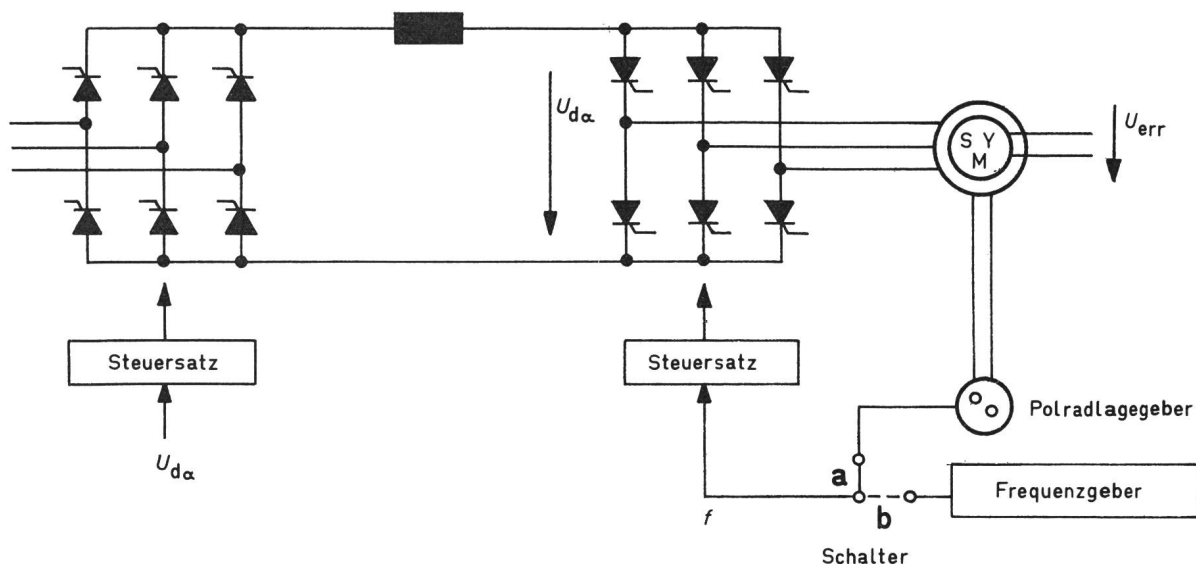 U_dα
U_err
S Y
M
Steuersatz
Steuersatz
U_dα
Polradlagegeber
a
b
Frequenzgeber
f
Schalter